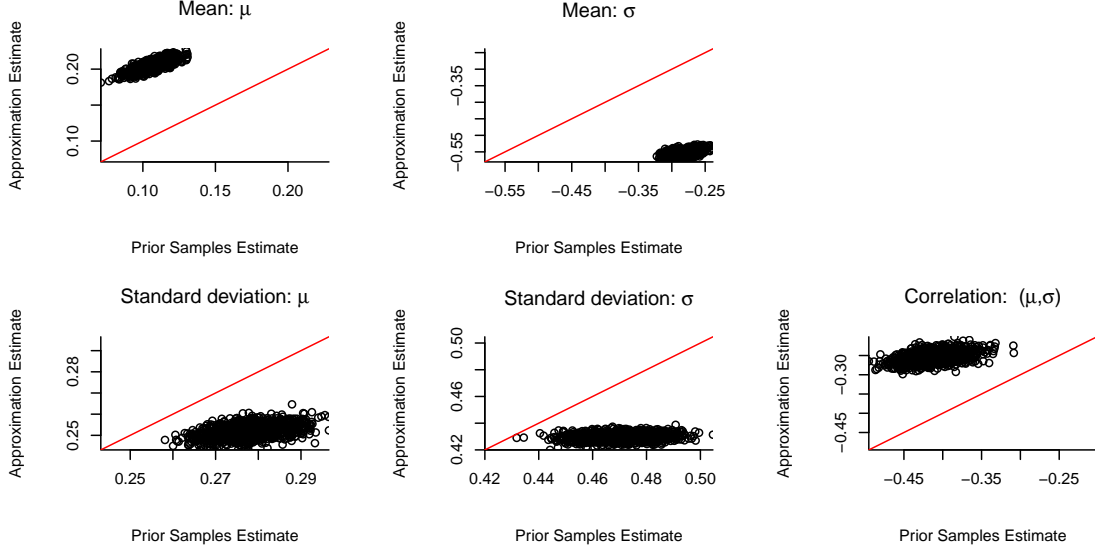 Mean: μ
Approximation Estimate
0.10 0.20
0.10 0.15 0.20
Prior Samples Estimate
Mean: σ
Approximation Estimate
−0.55 −0.35
−0.55 −0.45 −0.35 −0.25
Prior Samples Estimate
Standard deviation: μ
Approximation Estimate
0.25 0.28
0.25 0.27 0.29
Prior Samples Estimate
Standard deviation: σ
Approximation Estimate
0.42 0.46 0.50
0.42 0.44 0.46 0.48 0.50
Prior Samples Estimate
Correlation: (μ,σ)
Approximation Estimate
−0.45 −0.30
−0.45 −0.35 −0.25
Prior Samples Estimate